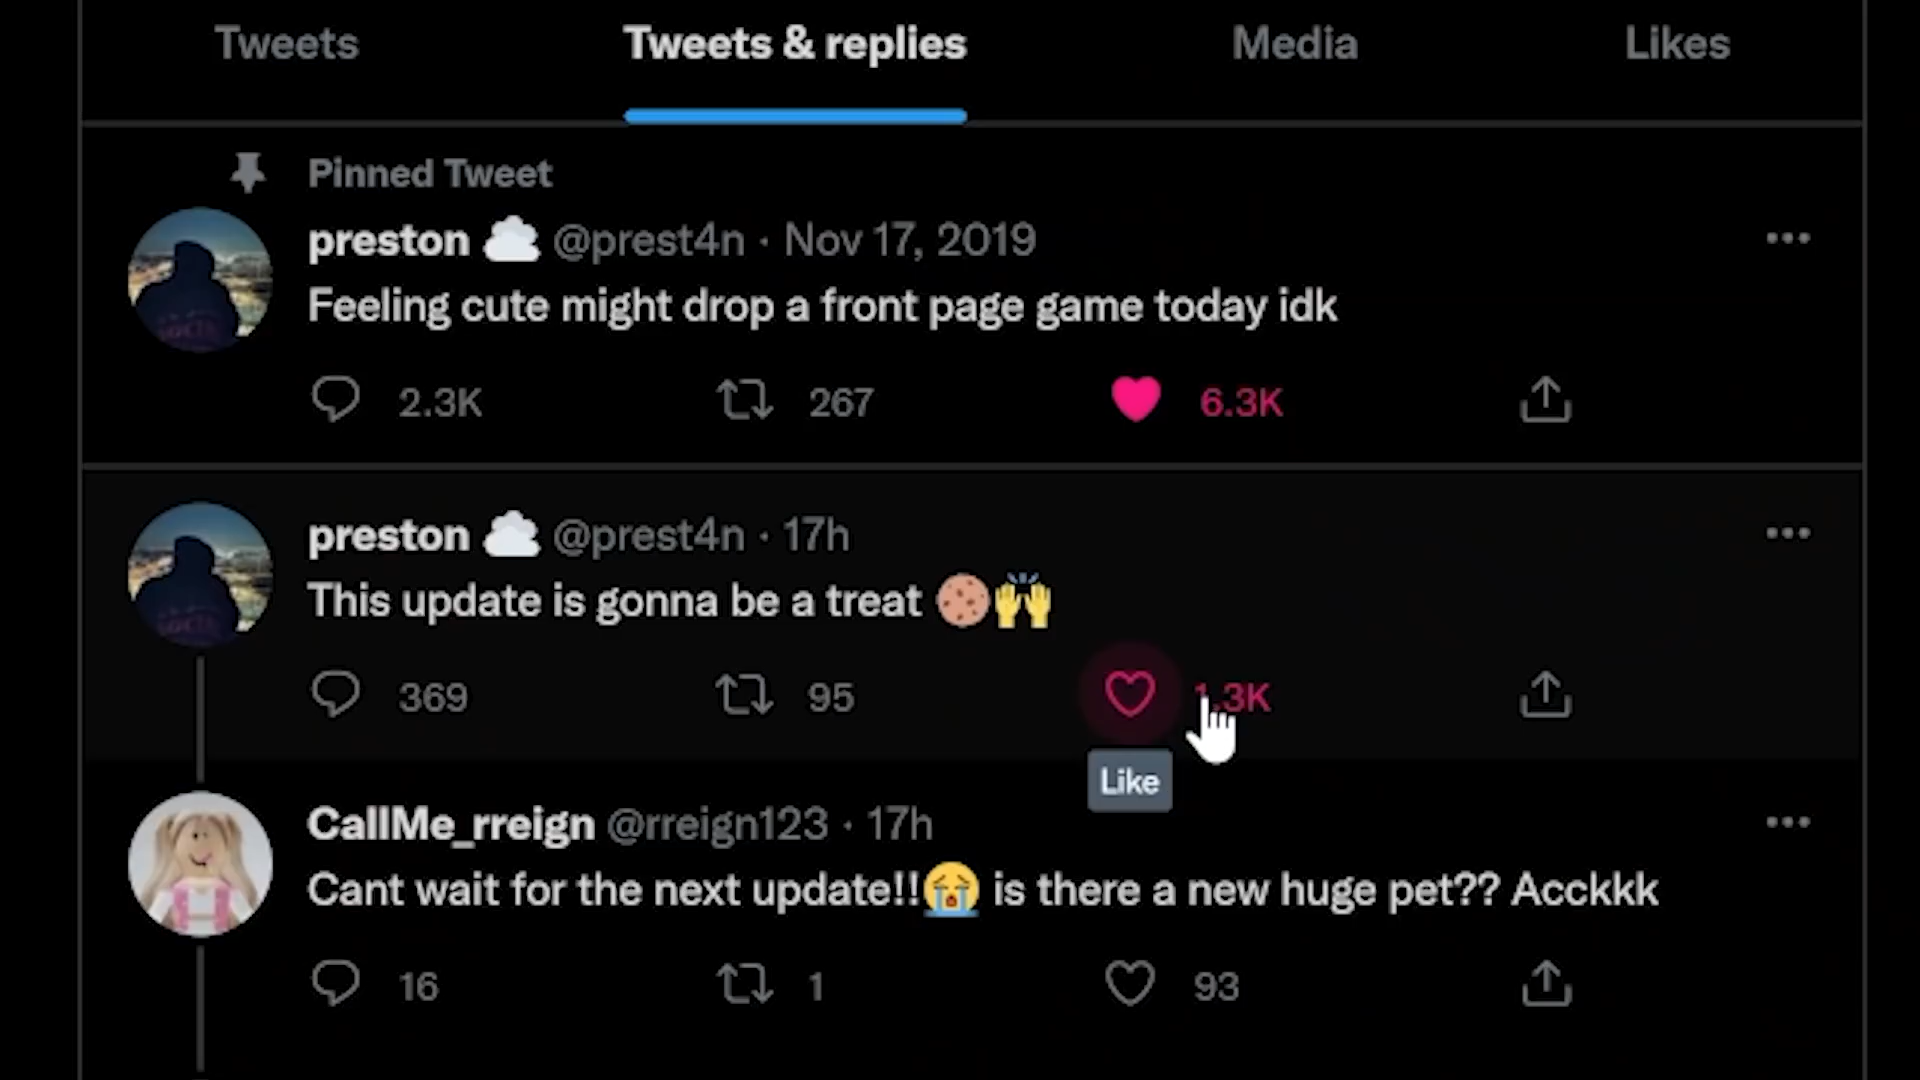 Tweets Tweets & replies Media Likes
Pinned Tweet
preston ☁️ @prest4n · Nov 17, 2019
Feeling cute might drop a front page game today idk
2.3K 267 6.3K
preston ☁️ @prest4n · 17h
This update is gonna be a treat 🍪🙌
369 95 1.3K
Like
CallMe_rreign @rreign123 · 17h
Cant wait for the next update!!😭 is there a new huge pet?? Acckkk
16 1 93